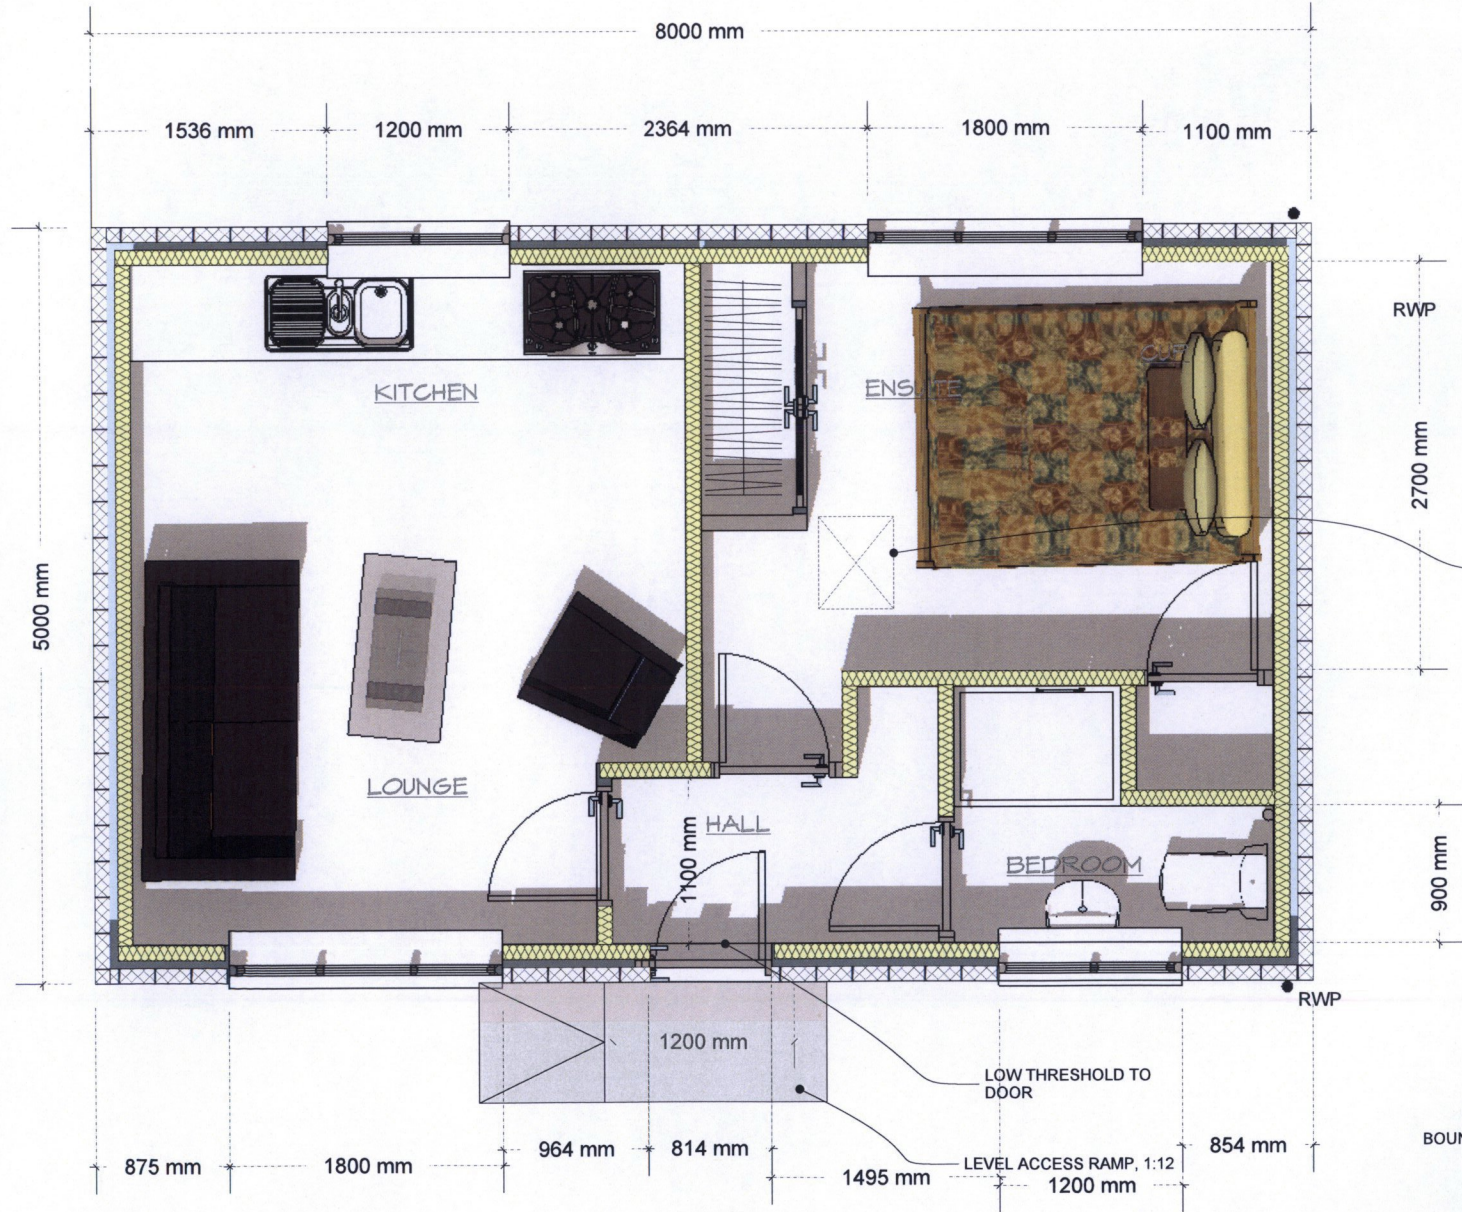 8000 mm
1536 mm
1200 mm
2364 mm
1800 mm
1100 mm
RWP
KITCHEN
ENSUITE
2700 mm
5000 mm
LOUNGE
HALL
1100 mm
BEDROOM
900 mm
RWP
1200 mm
LOW THRESHOLD TO
DOOR
875 mm
1800 mm
964 mm
814 mm
LEVEL ACCESS RAMP, 1:12
1495 mm
1200 mm
854 mm
BOUN